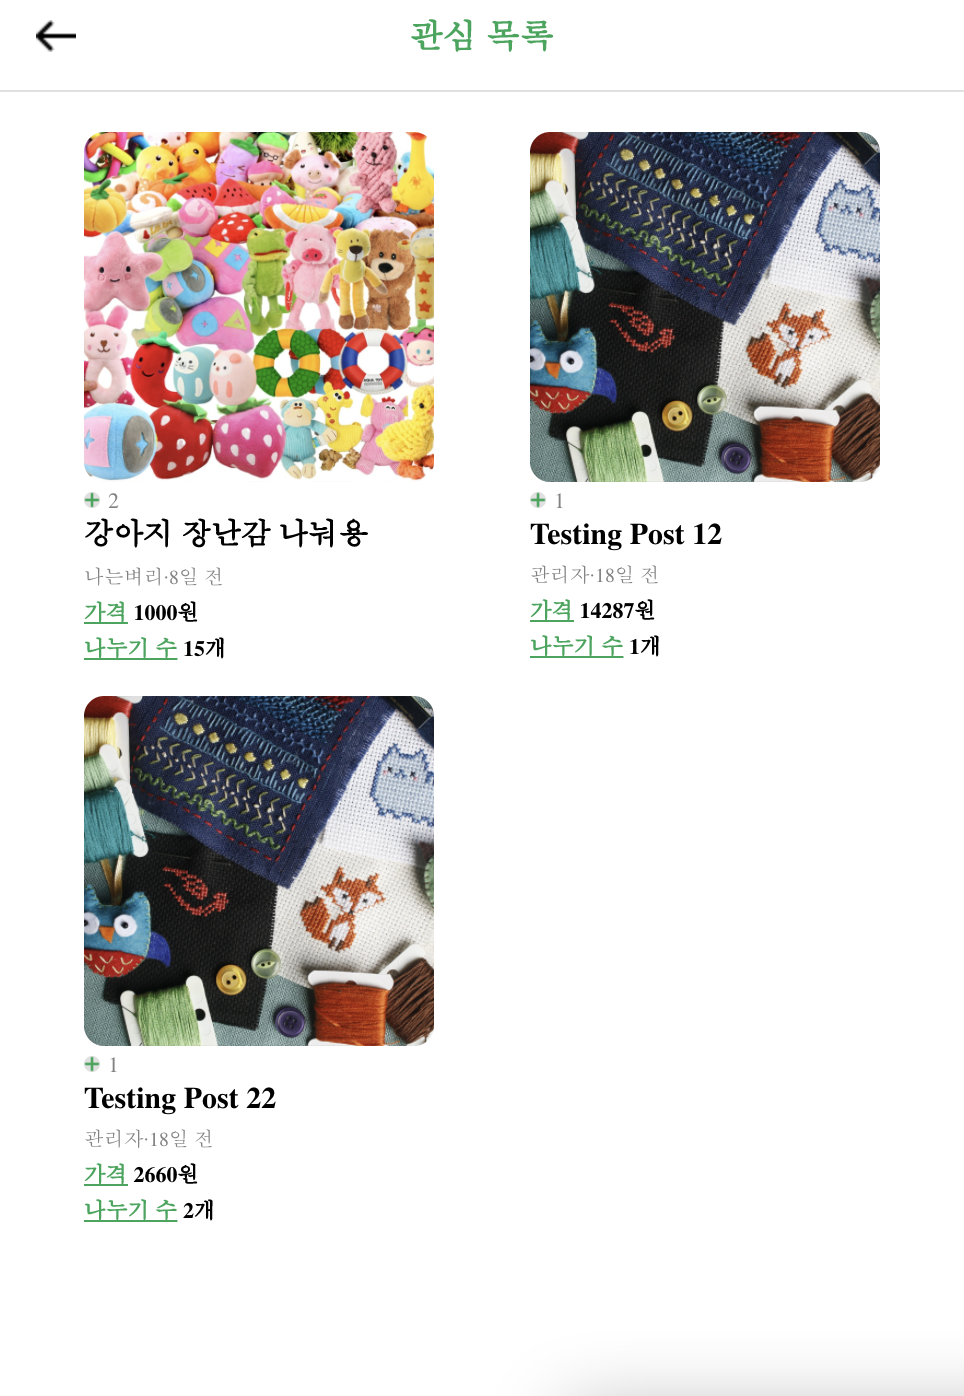 관심 목록
2
강아지 장난감 나눠용
나는벼리·8일 전
가격 1000원
나누기 수 15개
1
Testing Post 12
관리자·18일 전
가격 14287원
나누기 수 1개
1
Testing Post 22
관리자·18일 전
가격 2660원
나누기 수 2개